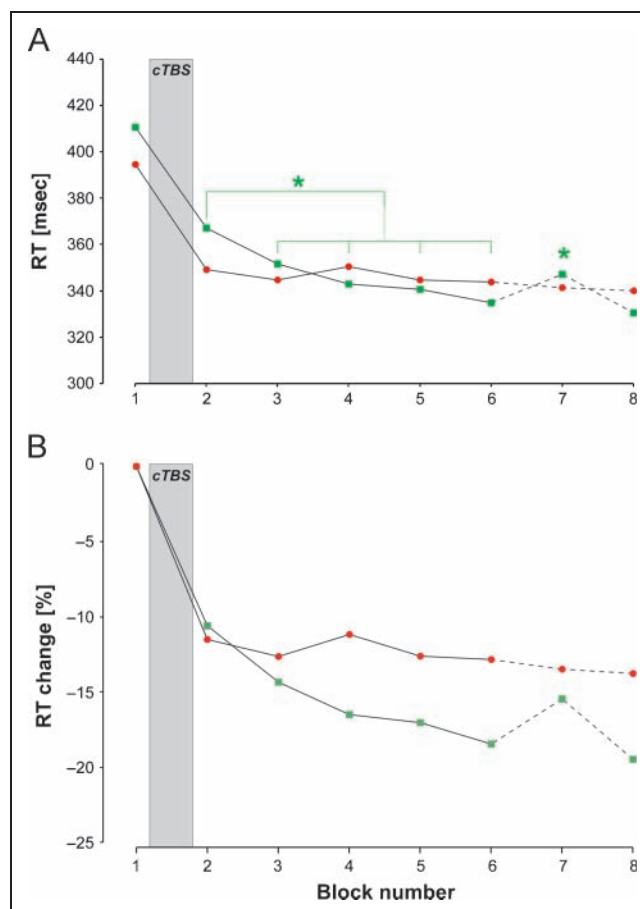 A
440
420
400
380
360
340
320
300
RT [msec]
cTBS
*
*
1 2 3 4 5 6 7 8
B
0
–5
–10
–15
–20
–25
RT change [%]
cTBS
1 2 3 4 5 6 7 8
Block number